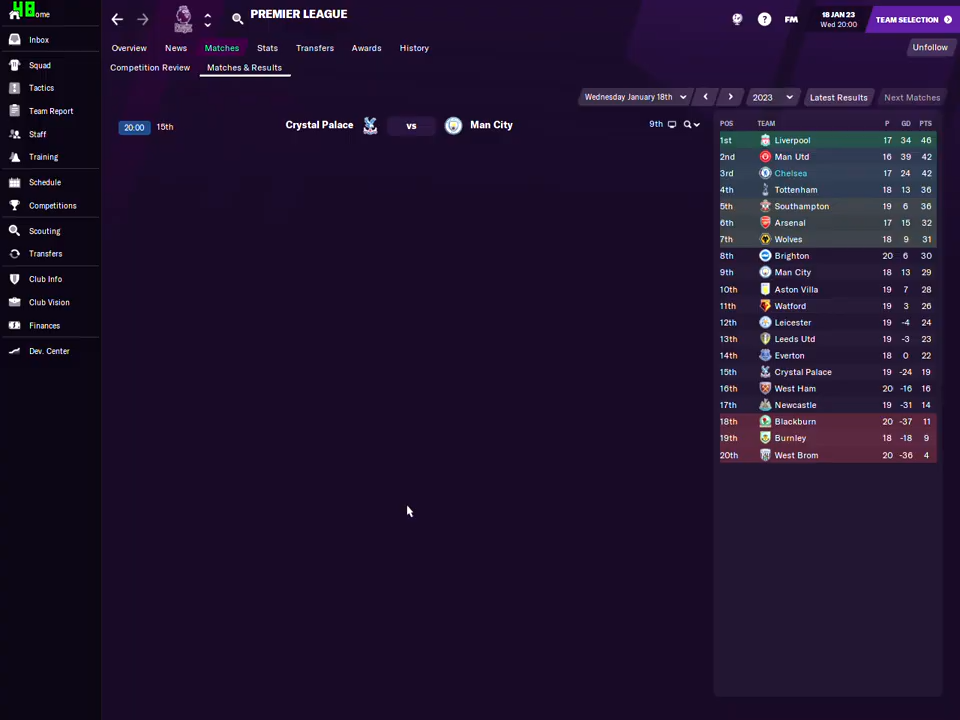 48
ome
PREMIER LEAGUE
FM
18 JAN 23
Wed 20:00
TEAM SELECTION
Unfollow
Overview News Matches Stats Transfers Awards History
Competition Review Matches & Results
Inbox
Squad
Tactics
Team Report
Staff
Training
Schedule
Competitions
Scouting
Transfers
Club Info
Club Vision
Finances
Dev. Center
Wednesday January 18th 2023 Latest Results Next Matches
20:00 15th Crystal Palace vs Man City 9th
POS TEAM P GD PTS
1st Liverpool 17 34 46
2nd Man Utd 16 39 42
3rd Chelsea 17 24 42
4th Tottenham 18 13 36
5th Southampton 19 6 36
6th Arsenal 17 15 32
7th Wolves 18 9 31
8th Brighton 20 6 30
9th Man City 18 13 29
10th Aston Villa 19 7 28
11th Watford 19 3 26
12th Leicester 19 -4 24
13th Leeds Utd 19 -3 23
14th Everton 18 0 22
15th Crystal Palace 19 -24 19
16th West Ham 20 -16 16
17th Newcastle 19 -31 14
18th Blackburn 20 -37 11
19th Burnley 18 -18 9
20th West Brom 20 -36 4